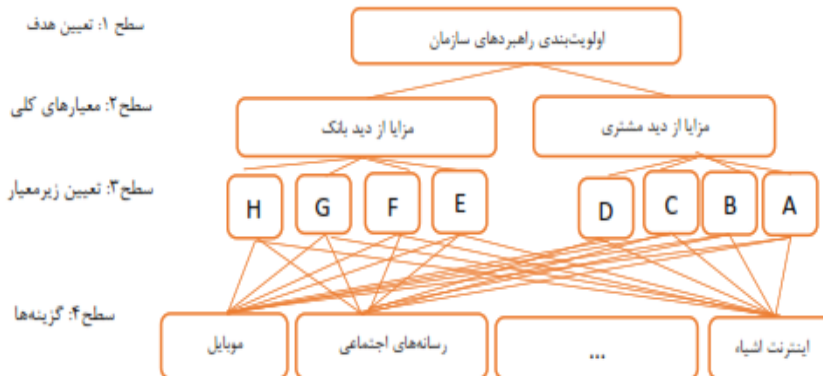 سطح ۱: تعیین هدف
اولویت‌بندی راهبردهای سازمان
سطح۲: معیارهای کلی
مزایا از دید مشتری
مزایا از دید بانک
سطح۳: تعیین زیرمعیار
A
B
C
D
E
F
G
H
سطح۴: گزینه‌ها
اینترنت اشیاء
...
رسانه‌های اجتماعی
موبایل